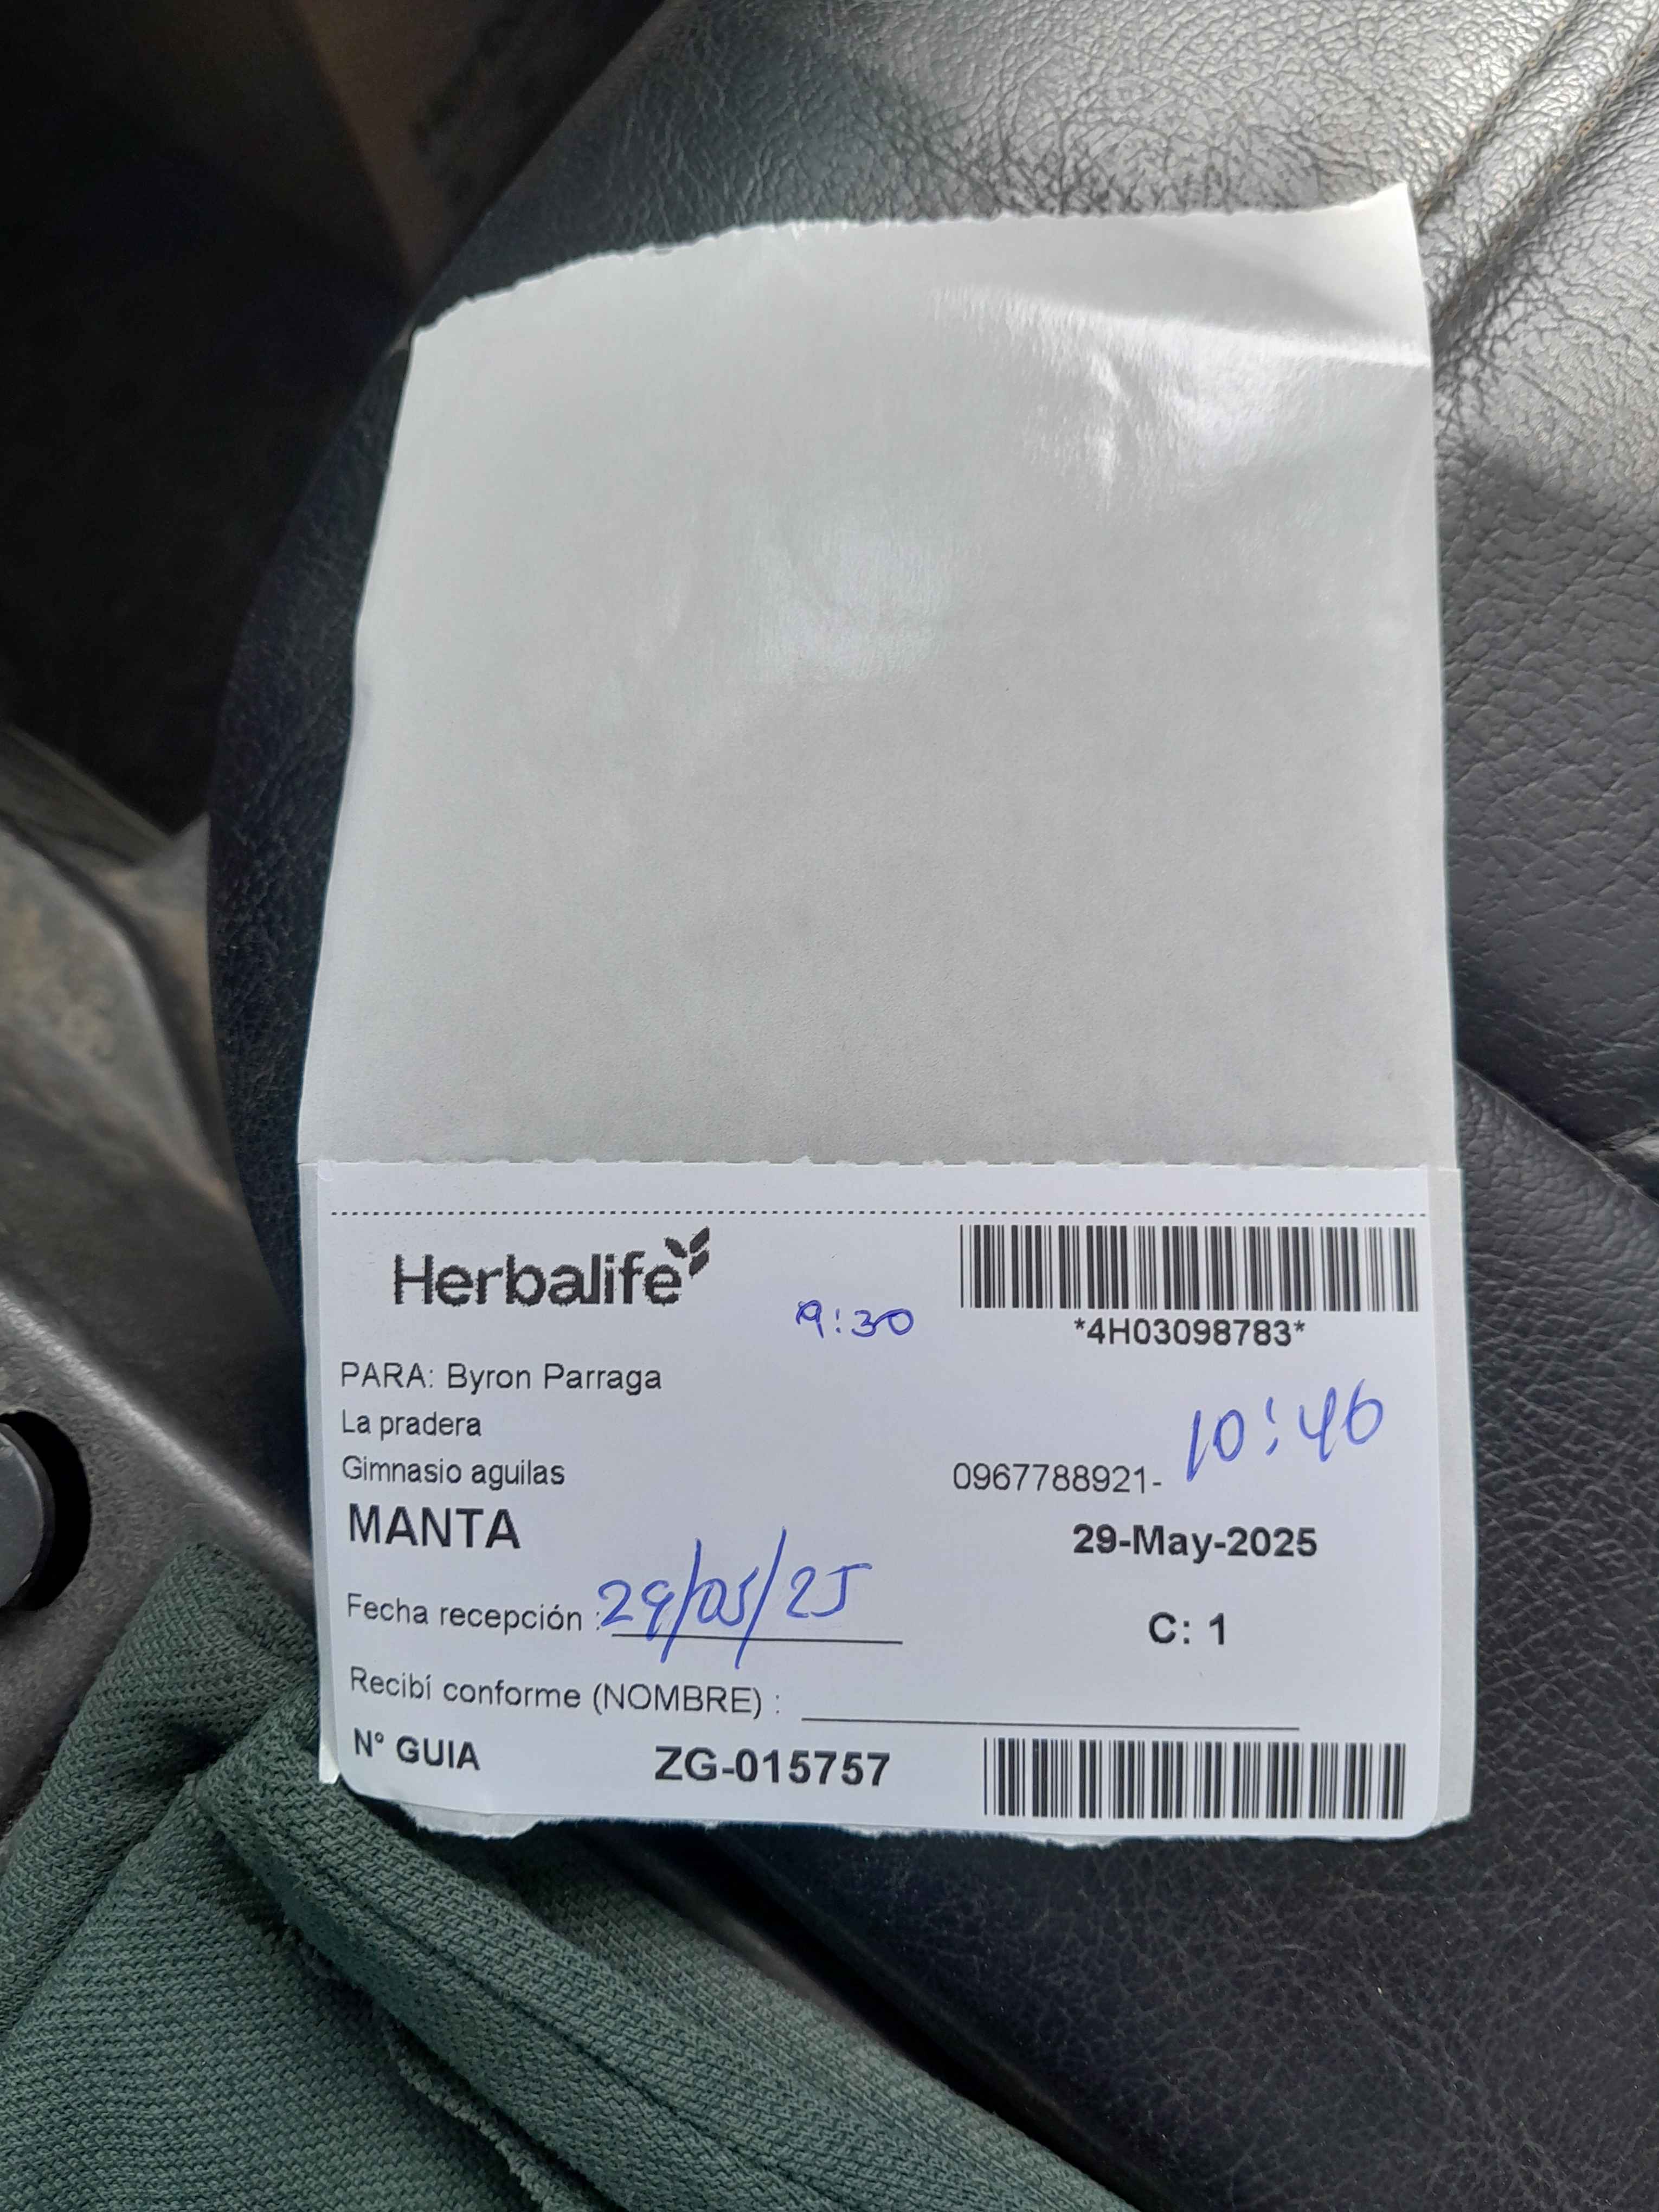 Herbalife
9:30
*4H03098783*
PARA: Byron Parraga
La pradera
10:46
Gimnasio aguilas
0967788921-
MANTA
29-May-2025
Fecha recepción : 29/05/25
C: 1
Recibí conforme (NOMBRE) :
N° GUIA ZG-015757